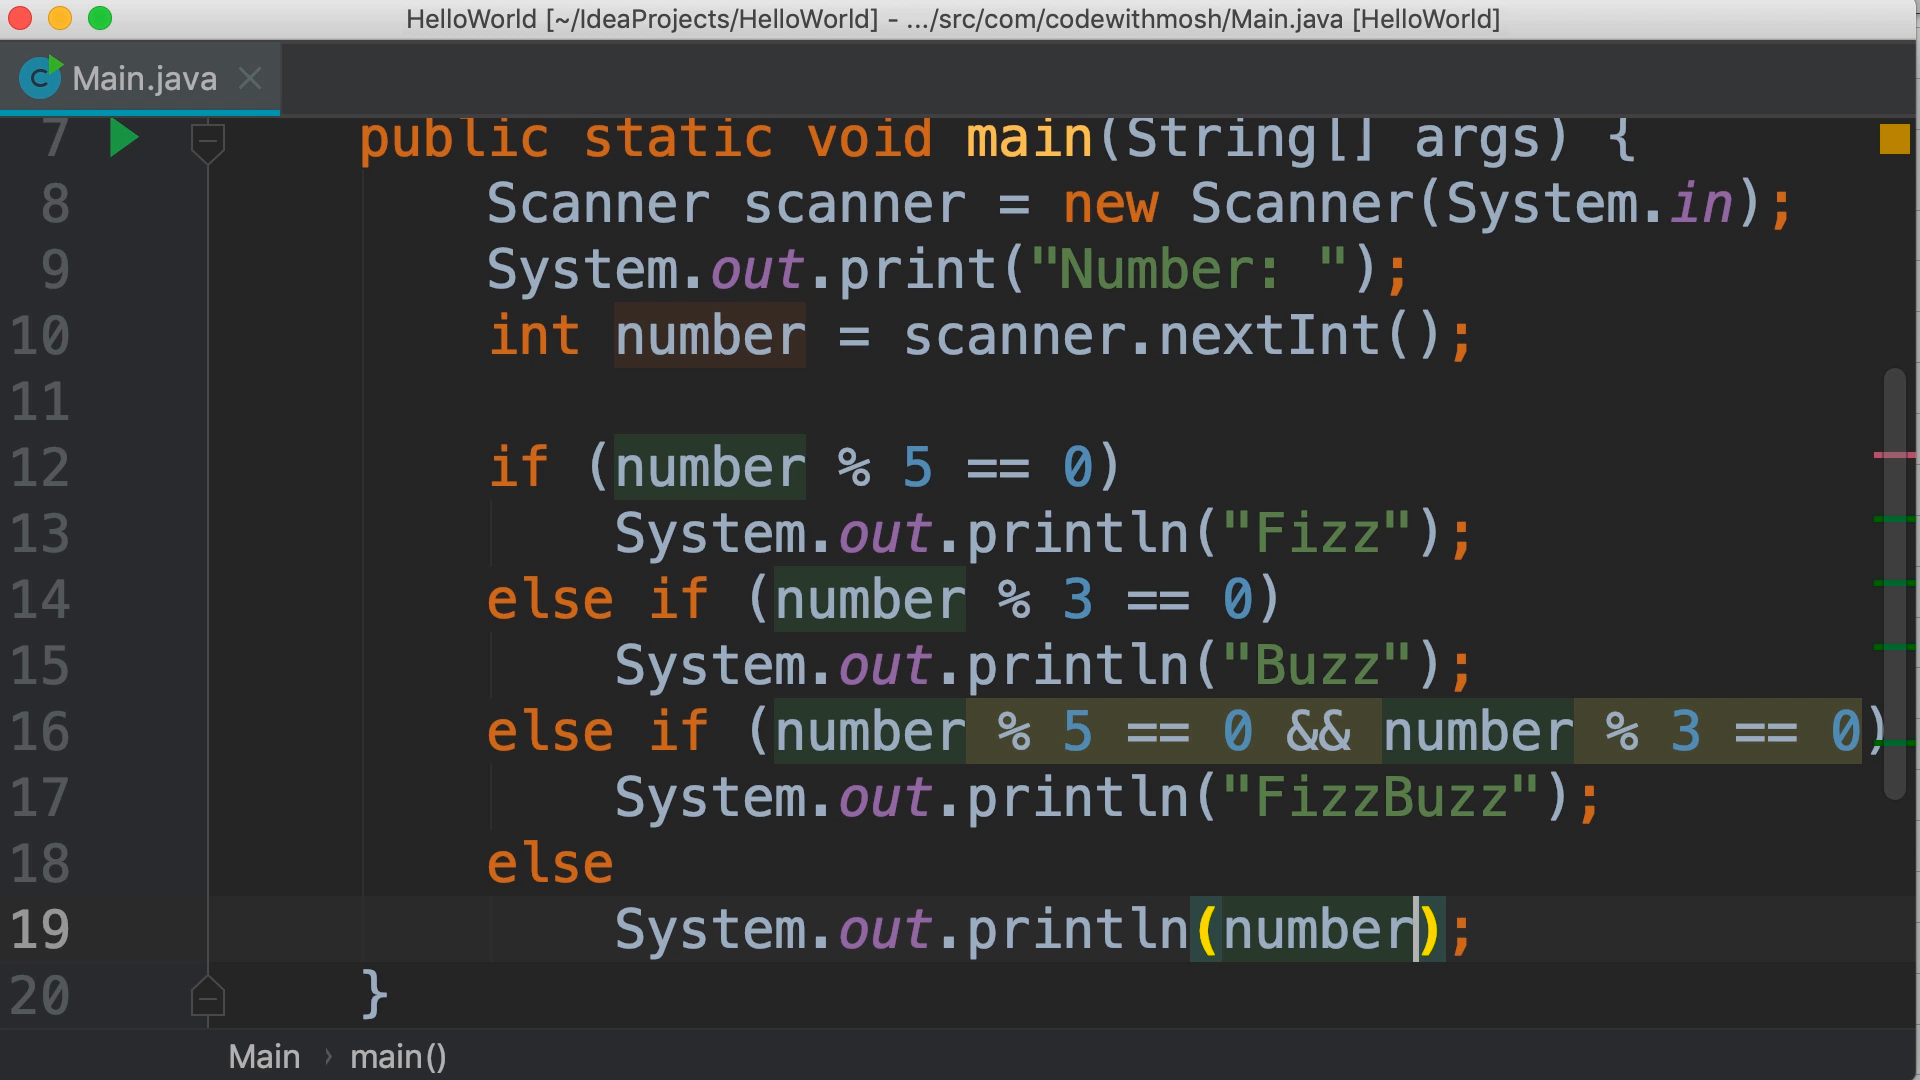 HelloWorld [~/IdeaProjects/HelloWorld] - .../src/com/codewithmosh/Main.java [HelloWorld]
C Main.java
7 public static void main(String[] args) {
8 Scanner scanner = new Scanner(System.in);
9 System.out.print("Number: ");
10 int number = scanner.nextInt();
11
12 if (number % 5 == 0)
13 System.out.println("Fizz");
14 else if (number % 3 == 0)
15 System.out.println("Buzz");
16 else if (number % 5 == 0 && number % 3 == 0)
17 System.out.println("FizzBuzz");
18 else
19 System.out.println(number);
20 }
Main › main()